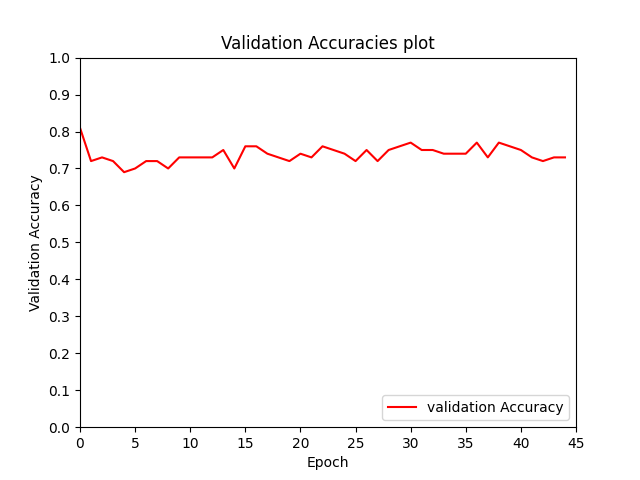 Validation Accuracies plot
1.0
0.9
0.8
0.7
0.6
0.5
0.4
0.3
0.2
0.1
0.0
Validation Accuracy
validation Accuracy
0 5 10 15 20 25 30 35 40 45
Epoch